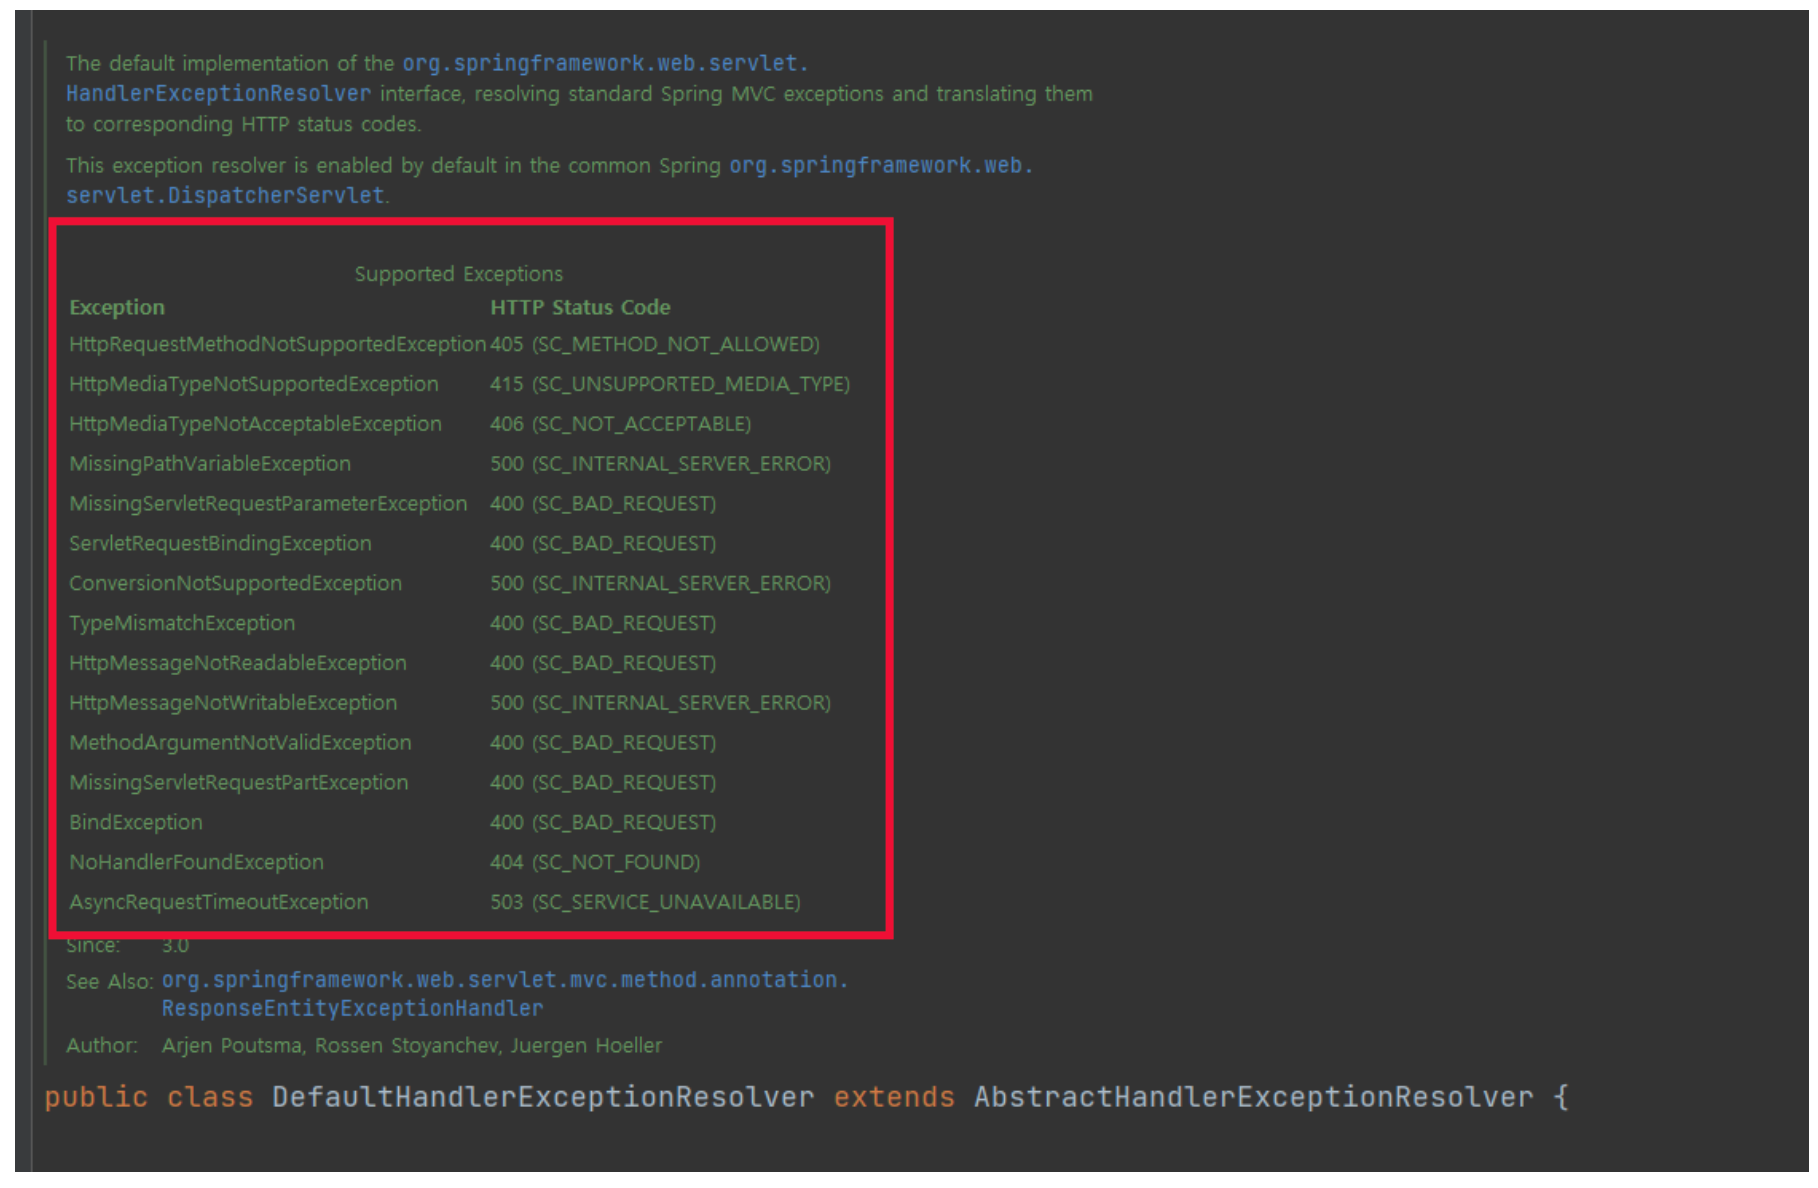 The default implementation of the org.springframework.web.servlet.
HandlerExceptionResolver interface, resolving standard Spring MVC exceptions and translating them
to corresponding HTTP status codes.
This exception resolver is enabled by default in the common Spring org.springframework.web.
servlet.DispatcherServlet.
Supported Exceptions
Exception HTTP Status Code
HttpRequestMethodNotSupportedException 405 (SC_METHOD_NOT_ALLOWED)
HttpMediaTypeNotSupportedException 415 (SC_UNSUPPORTED_MEDIA_TYPE)
HttpMediaTypeNotAcceptableException 406 (SC_NOT_ACCEPTABLE)
MissingPathVariableException 500 (SC_INTERNAL_SERVER_ERROR)
MissingServletRequestParameterException 400 (SC_BAD_REQUEST)
ServletRequestBindingException 400 (SC_BAD_REQUEST)
ConversionNotSupportedException 500 (SC_INTERNAL_SERVER_ERROR)
TypeMismatchException 400 (SC_BAD_REQUEST)
HttpMessageNotReadableException 400 (SC_BAD_REQUEST)
HttpMessageNotWritableException 500 (SC_INTERNAL_SERVER_ERROR)
MethodArgumentNotValidException 400 (SC_BAD_REQUEST)
MissingServletRequestPartException 400 (SC_BAD_REQUEST)
BindException 400 (SC_BAD_REQUEST)
NoHandlerFoundException 404 (SC_NOT_FOUND)
AsyncRequestTimeoutException 503 (SC_SERVICE_UNAVAILABLE)
Since: 3.0
See Also: org.springframework.web.servlet.mvc.method.annotation.
ResponseEntityExceptionHandler
Author: Arjen Poutsma, Rossen Stoyanchev, Juergen Hoeller
public class DefaultHandlerExceptionResolver extends AbstractHandlerExceptionResolver {